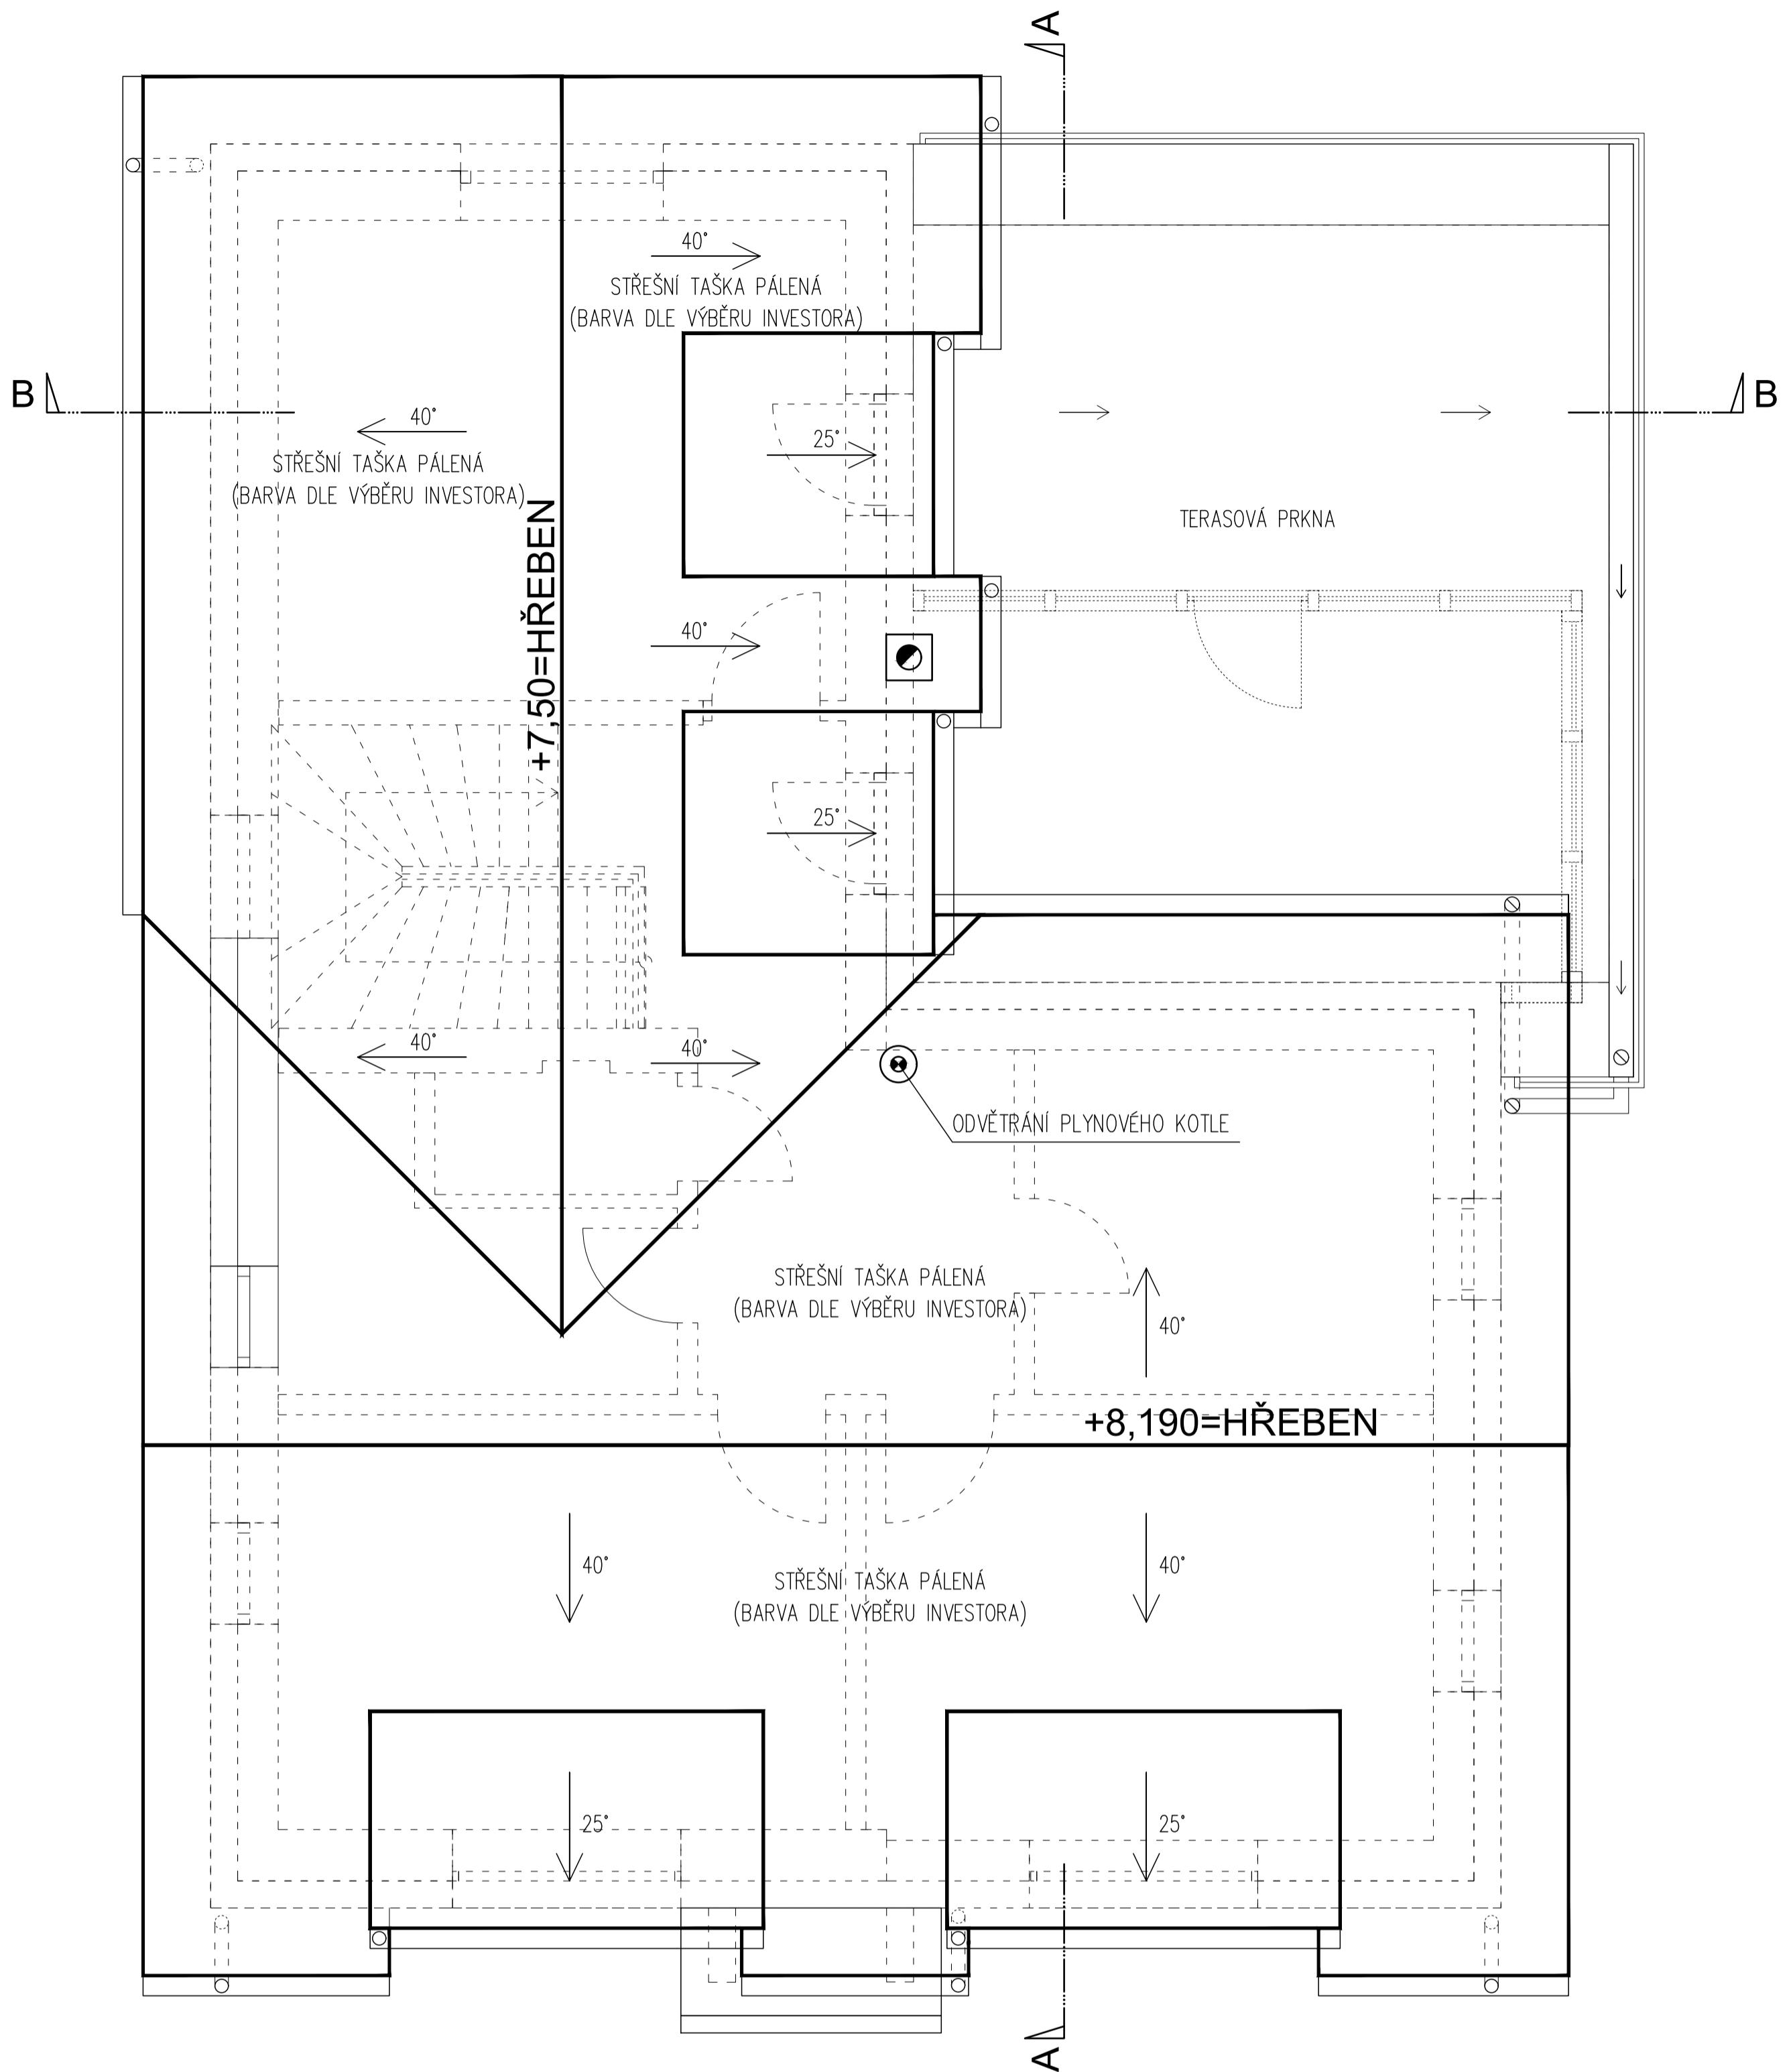 A
40°
STŘEŠNÍ TAŠKA PÁLENÁ
(BARVA DLE VÝBĚRU INVESTORA)
B
B
40°
STŘEŠNÍ TAŠKA PÁLENÁ
(BARVA DLE VÝBĚRU INVESTORA)
25°
TERASOVÁ PRKNA
+7,50=HŘEBEN
40°
25°
40°
40°
ODVĚTRÁNÍ PLYNOVÉHO KOTLE
STŘEŠNÍ TAŠKA PÁLENÁ
(BARVA DLE VÝBĚRU INVESTORA)
40°
+8,190=HŘEBEN
40°
STŘEŠNÍ TAŠKA PÁLENÁ
(BARVA DLE VÝBĚRU INVESTORA)
40°
25°
25°
A